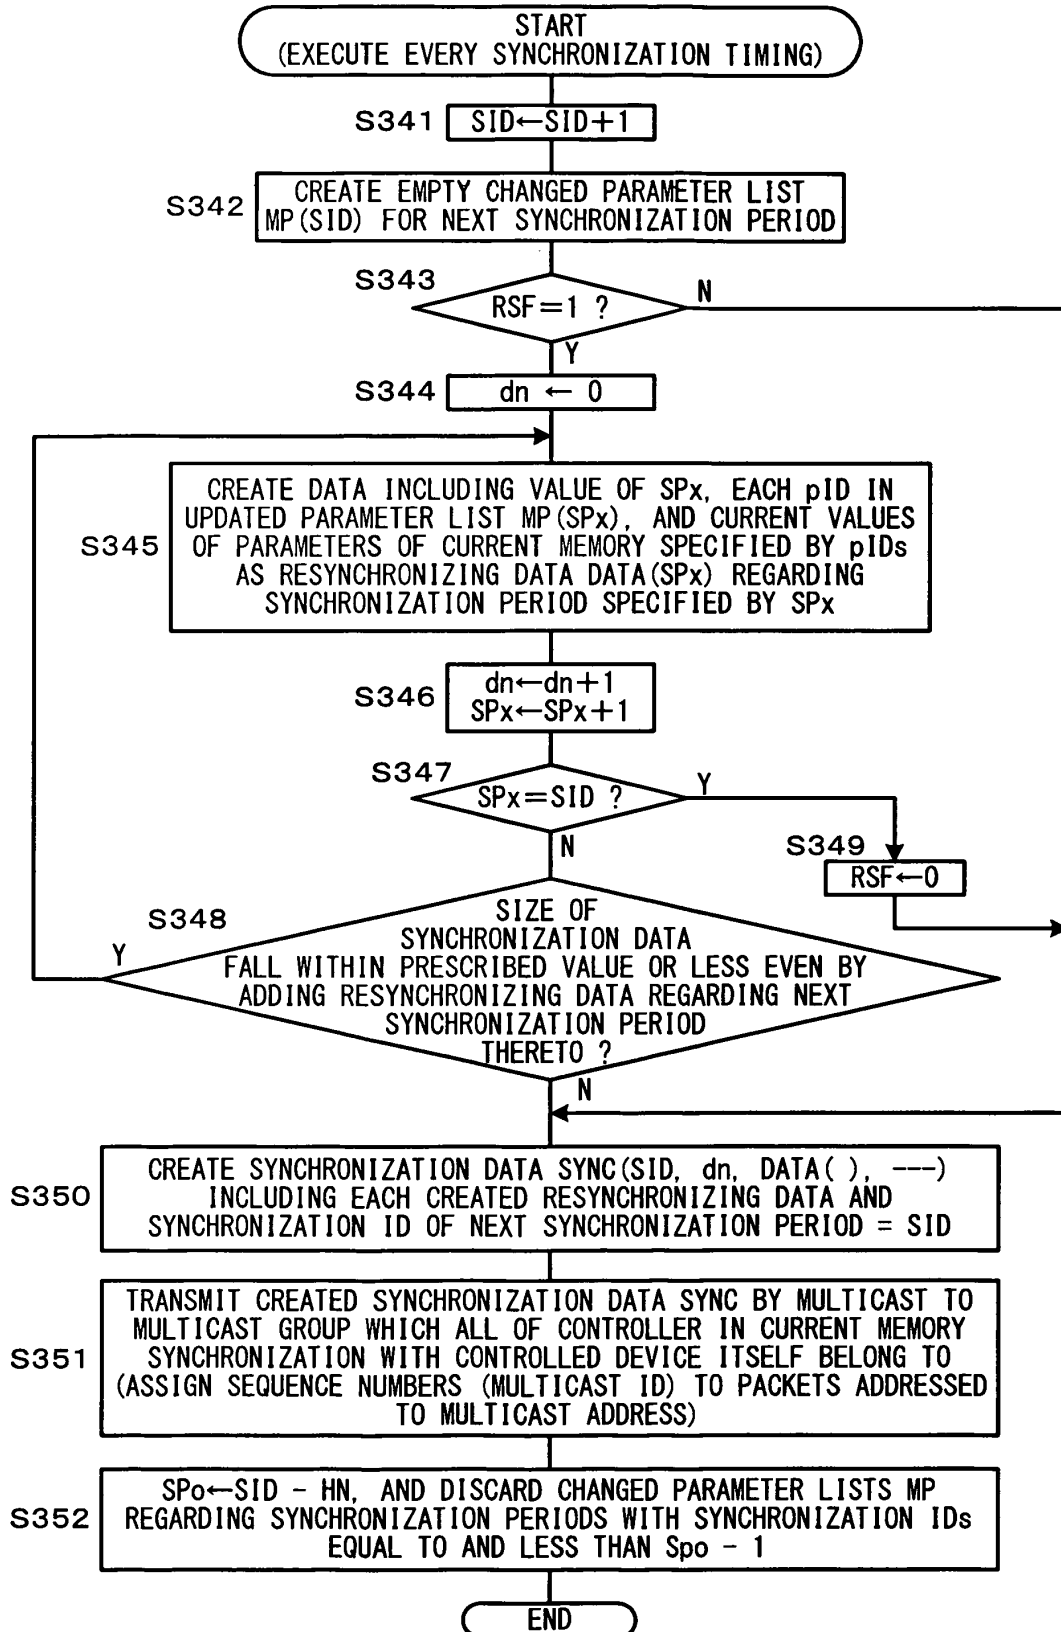 START
(EXECUTE EVERY SYNCHRONIZATION TIMING)
S341
SID←SID+1
S342
CREATE EMPTY CHANGED PARAMETER LIST
MP(SID) FOR NEXT SYNCHRONIZATION PERIOD
S343
RSF=1 ?
N
Y
S344
dn ← 0
S345
CREATE DATA INCLUDING VALUE OF SPx, EACH pID IN
UPDATED PARAMETER LIST MP(SPx), AND CURRENT VALUES
OF PARAMETERS OF CURRENT MEMORY SPECIFIED BY pIDs
AS RESYNCHRONIZING DATA DATA(SPx) REGARDING
SYNCHRONIZATION PERIOD SPECIFIED BY SPx
S346
dn←dn+1
SPx←SPx+1
S347
SPx=SID ?
Y
N
S349
RSF←0
S348
Y
SIZE OF
SYNCHRONIZATION DATA
FALL WITHIN PRESCRIBED VALUE OR LESS EVEN BY
ADDING RESYNCHRONIZING DATA REGARDING NEXT
SYNCHRONIZATION PERIOD
THERETO ?
N
S350
CREATE SYNCHRONIZATION DATA SYNC(SID, dn, DATA( ), ---)
INCLUDING EACH CREATED RESYNCHRONIZING DATA AND
SYNCHRONIZATION ID OF NEXT SYNCHRONIZATION PERIOD = SID
S351
TRANSMIT CREATED SYNCHRONIZATION DATA SYNC BY MULTICAST TO
MULTICAST GROUP WHICH ALL OF CONTROLLER IN CURRENT MEMORY
SYNCHRONIZATION WITH CONTROLLED DEVICE ITSELF BELONG TO
(ASSIGN SEQUENCE NUMBERS (MULTICAST ID) TO PACKETS ADDRESSED
TO MULTICAST ADDRESS)
S352
SPo←SID - HN, AND DISCARD CHANGED PARAMETER LISTS MP
REGARDING SYNCHRONIZATION PERIODS WITH SYNCHRONIZATION IDs
EQUAL TO AND LESS THAN Spo - 1
END